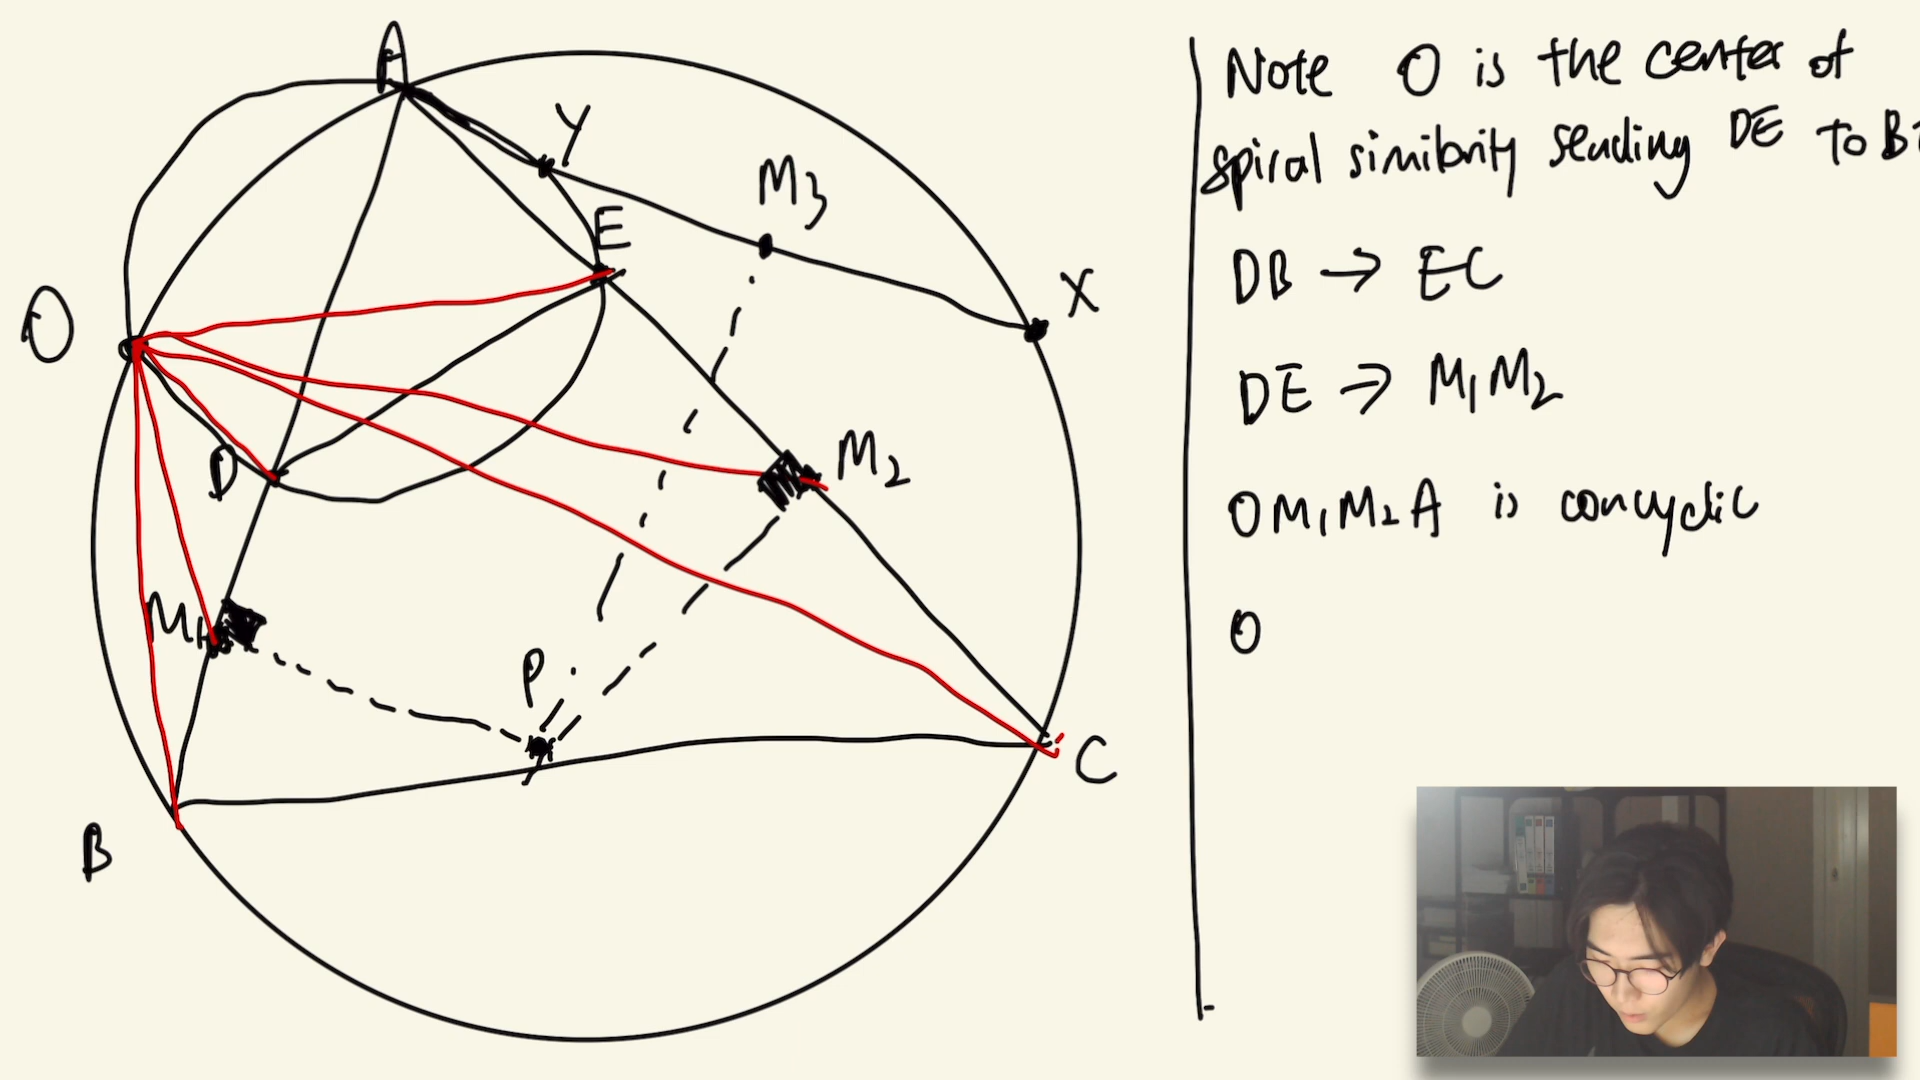 A
Y
M3
E
X
O
D
M2
M1
P
C
B
Note O is the center of
spiral similarity sending DE to B
DB → EC
DE → M1M2
OM1M2A is concyclic
O